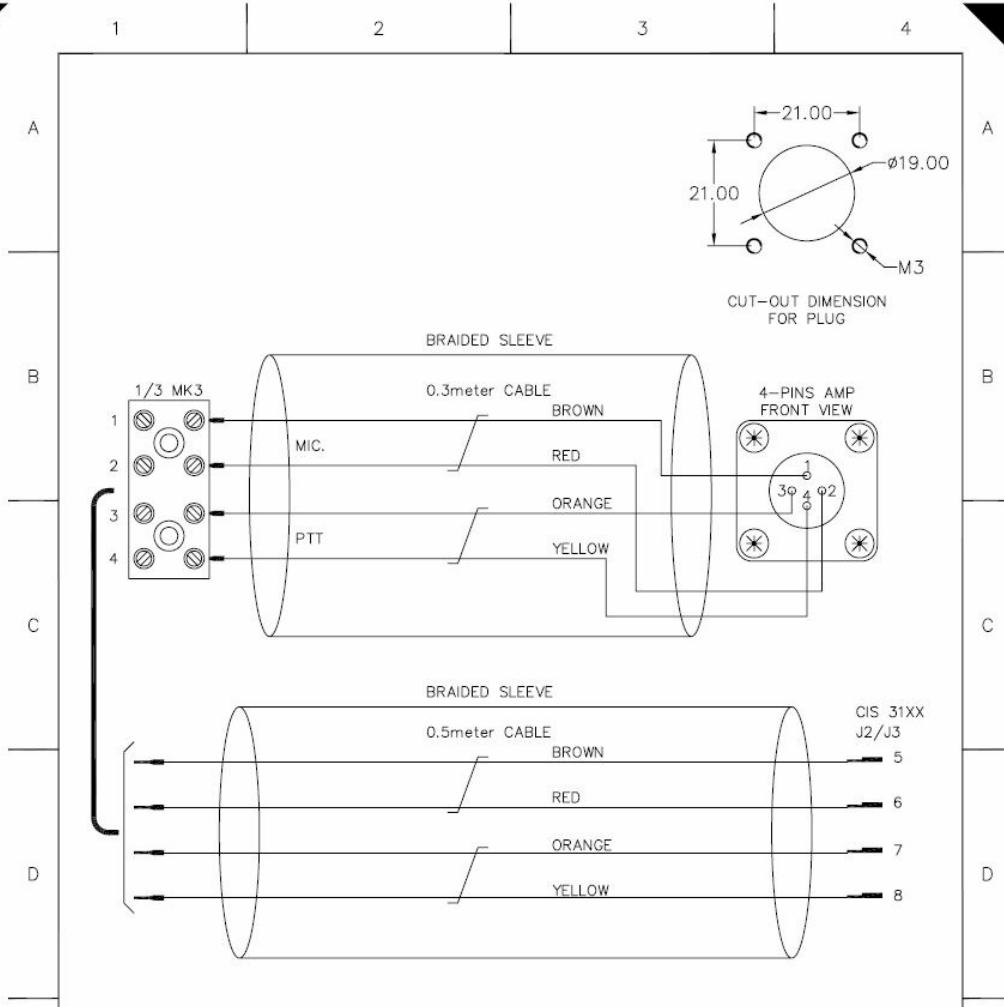 1 2 3 4
A A
21.00
21.00
ø19.00
M3
CUT-OUT DIMENSION
FOR PLUG
B B
BRAIDED SLEEVE
0.3meter CABLE
1/3 MK3
4-PINS AMP
FRONT VIEW
1 BROWN
MIC.
2 RED
3 ORANGE
PTT
4 YELLOW
1
3 4 2
C C
BRAIDED SLEEVE
0.5meter CABLE
CIS 31XX
J2/J3
BROWN 5
RED 6
ORANGE 7
D D
YELLOW 8